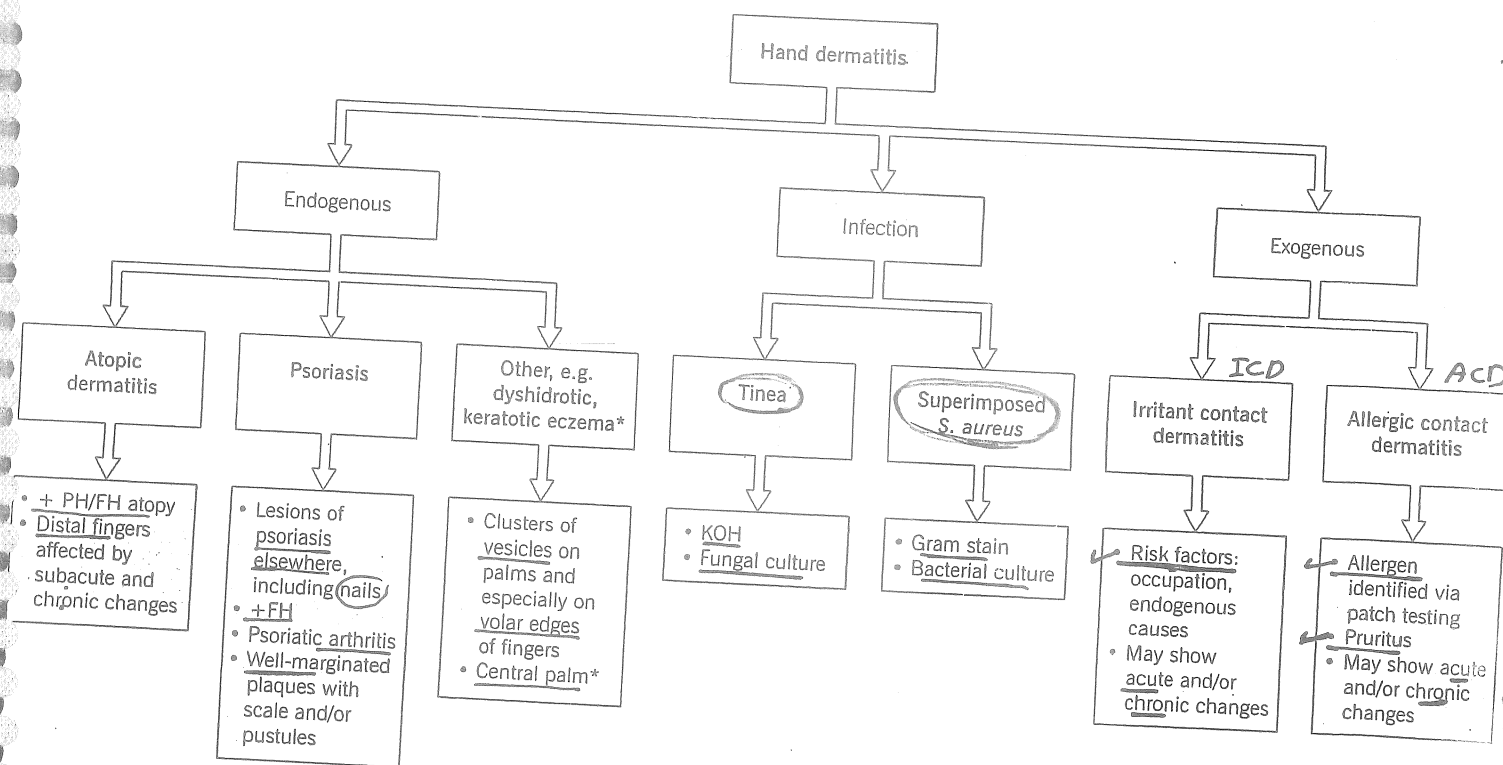 Hand dermatitis
Endogenous
Infection
Exogenous
Atopic
dermatitis
Psoriasis
Other, e.g.
dyshidrotic,
keratotic eczema*
Tinea
Superimposed
S. aureus
ICD
Irritant contact
dermatitis
ACD
Allergic contact
dermatitis
• + PH/FH atopy
• Distal fingers
affected by
subacute and
chronic changes
• Lesions of
psoriasis
elsewhere,
including nails
• +FH
• Psoriatic arthritis
• Well-marginated
plaques with
scale and/or
pustules
• Clusters of
vesicles on
palms and
especially on
volar edges
of fingers
• Central palm*
• KOH
• Fungal culture
• Gram stain
• Bacterial culture
• Risk factors:
occupation,
endogenous
causes
• May show
acute and/or
chronic changes
• Allergen
identified via
patch testing
• Pruritus
• May show acute
and/or chronic
changes